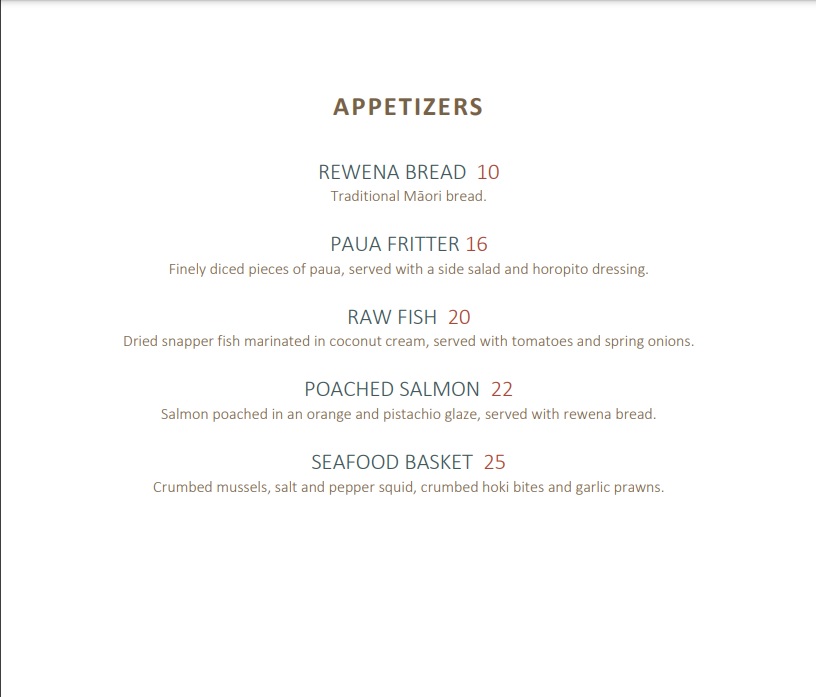 APPETIZERS
REWENA BREAD 10
Traditional Māori bread.
PAUA FRITTER 16
Finely diced pieces of paua, served with a side salad and horopito dressing.
RAW FISH 20
Dried snapper fish marinated in coconut cream, served with tomatoes and spring onions.
POACHED SALMON 22
Salmon poached in an orange and pistachio glaze, served with rewena bread.
SEAFOOD BASKET 25
Crumbed mussels, salt and pepper squid, crumbed hoki bites and garlic prawns.